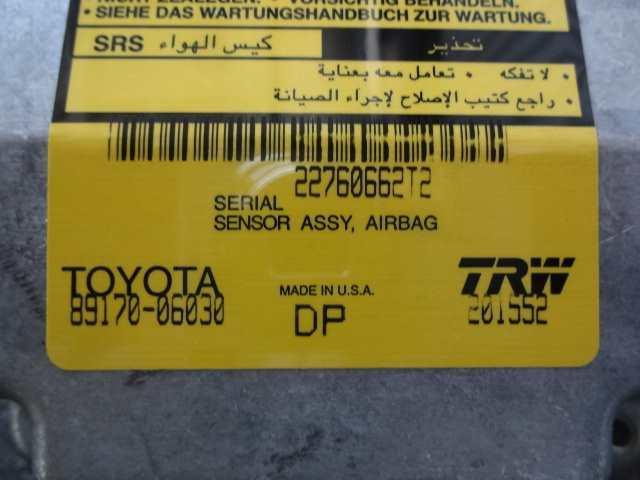 • NICHT ZERLEGEN. • VORSICHTIG BEHANDELN.
• SIEHE DAS WARTUNGSHANDBUCH ZUR WARTUNG.
تحذير كيس الهواء SRS
• لا تفكه • تعامل معه بعناية
• راجع كتيب الإصلاح لإجراء الصيانة
22760662T2
SERIAL
SENSOR ASSY, AIRBAG
TOYOTA MADE IN U.S.A. TRW
89170-06030 DP 201552